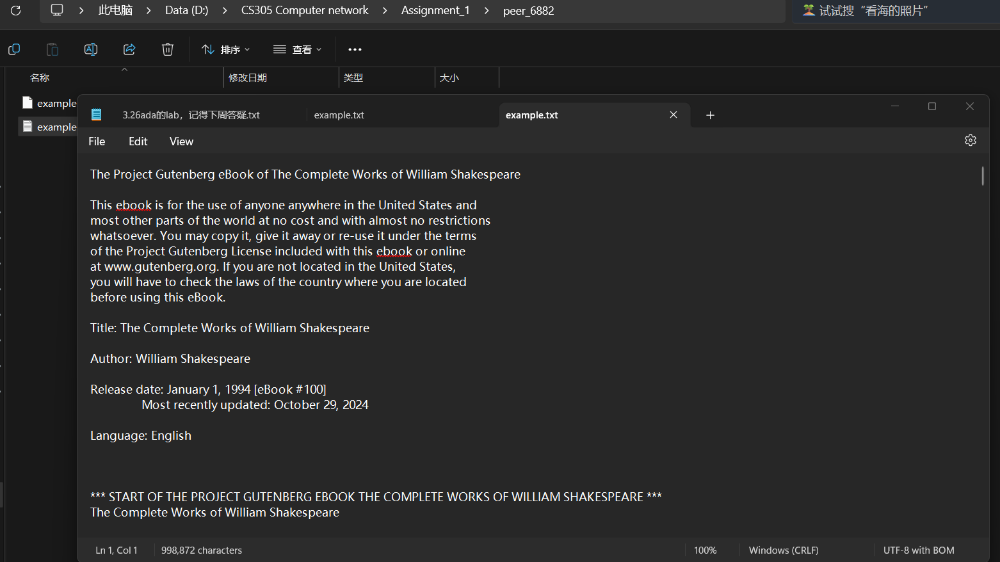 此电脑 > Data (D:) > CS305 Computer network > Assignment_1 > peer_6882
试试搜“看海的照片”
排序 查看
名称 修改日期 类型 大小
example
example
3.26ada的lab，记得下周答疑.txt example.txt example.txt
File Edit View
The Project Gutenberg eBook of The Complete Works of William Shakespeare
This ebook is for the use of anyone anywhere in the United States and
most other parts of the world at no cost and with almost no restrictions
whatsoever. You may copy it, give it away or re-use it under the terms
of the Project Gutenberg License included with this ebook or online
at www.gutenberg.org. If you are not located in the United States,
you will have to check the laws of the country where you are located
before using this eBook.
Title: The Complete Works of William Shakespeare
Author: William Shakespeare
Release date: January 1, 1994 [eBook #100]
Most recently updated: October 29, 2024
Language: English
*** START OF THE PROJECT GUTENBERG EBOOK THE COMPLETE WORKS OF WILLIAM SHAKESPEARE ***
The Complete Works of William Shakespeare
Ln 1, Col 1 998,872 characters 100% Windows (CRLF) UTF-8 with BOM